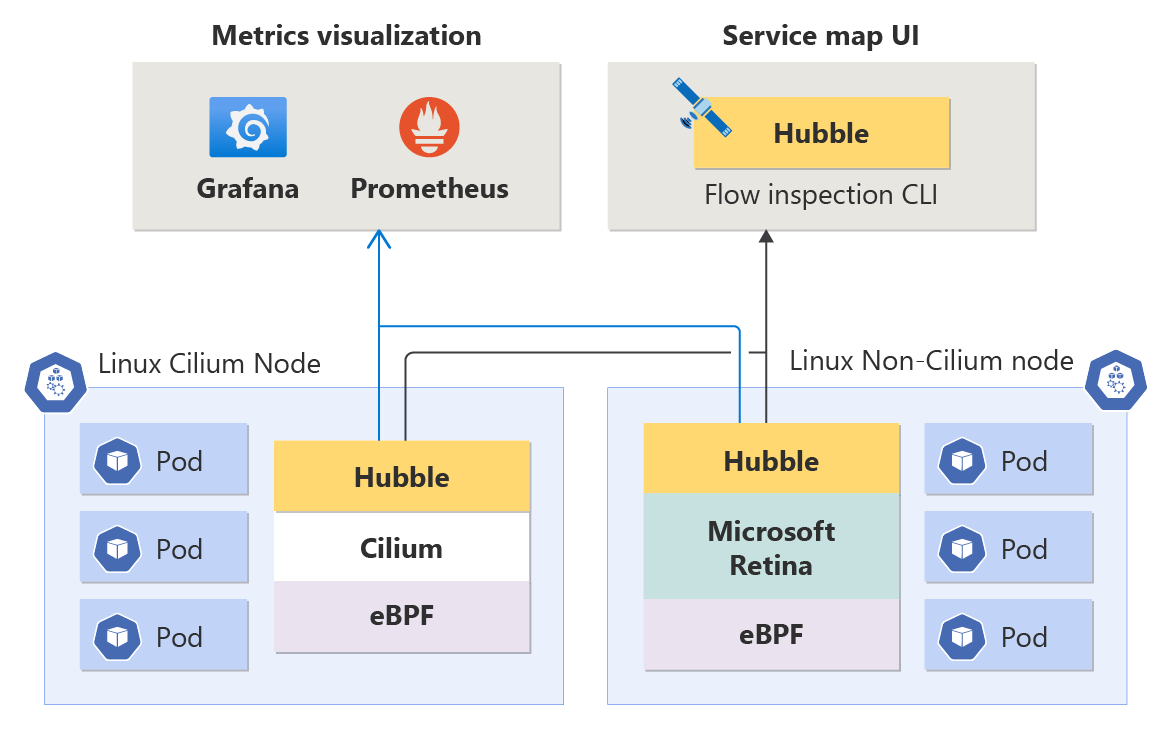 Metrics visualization
Service map UI
Grafana
Prometheus
Hubble
Flow inspection CLI
Linux Cilium Node
Linux Non-Cilium node
Pod
Pod
Pod
Hubble
Cilium
eBPF
Hubble
Microsoft
Retina
eBPF
Pod
Pod
Pod